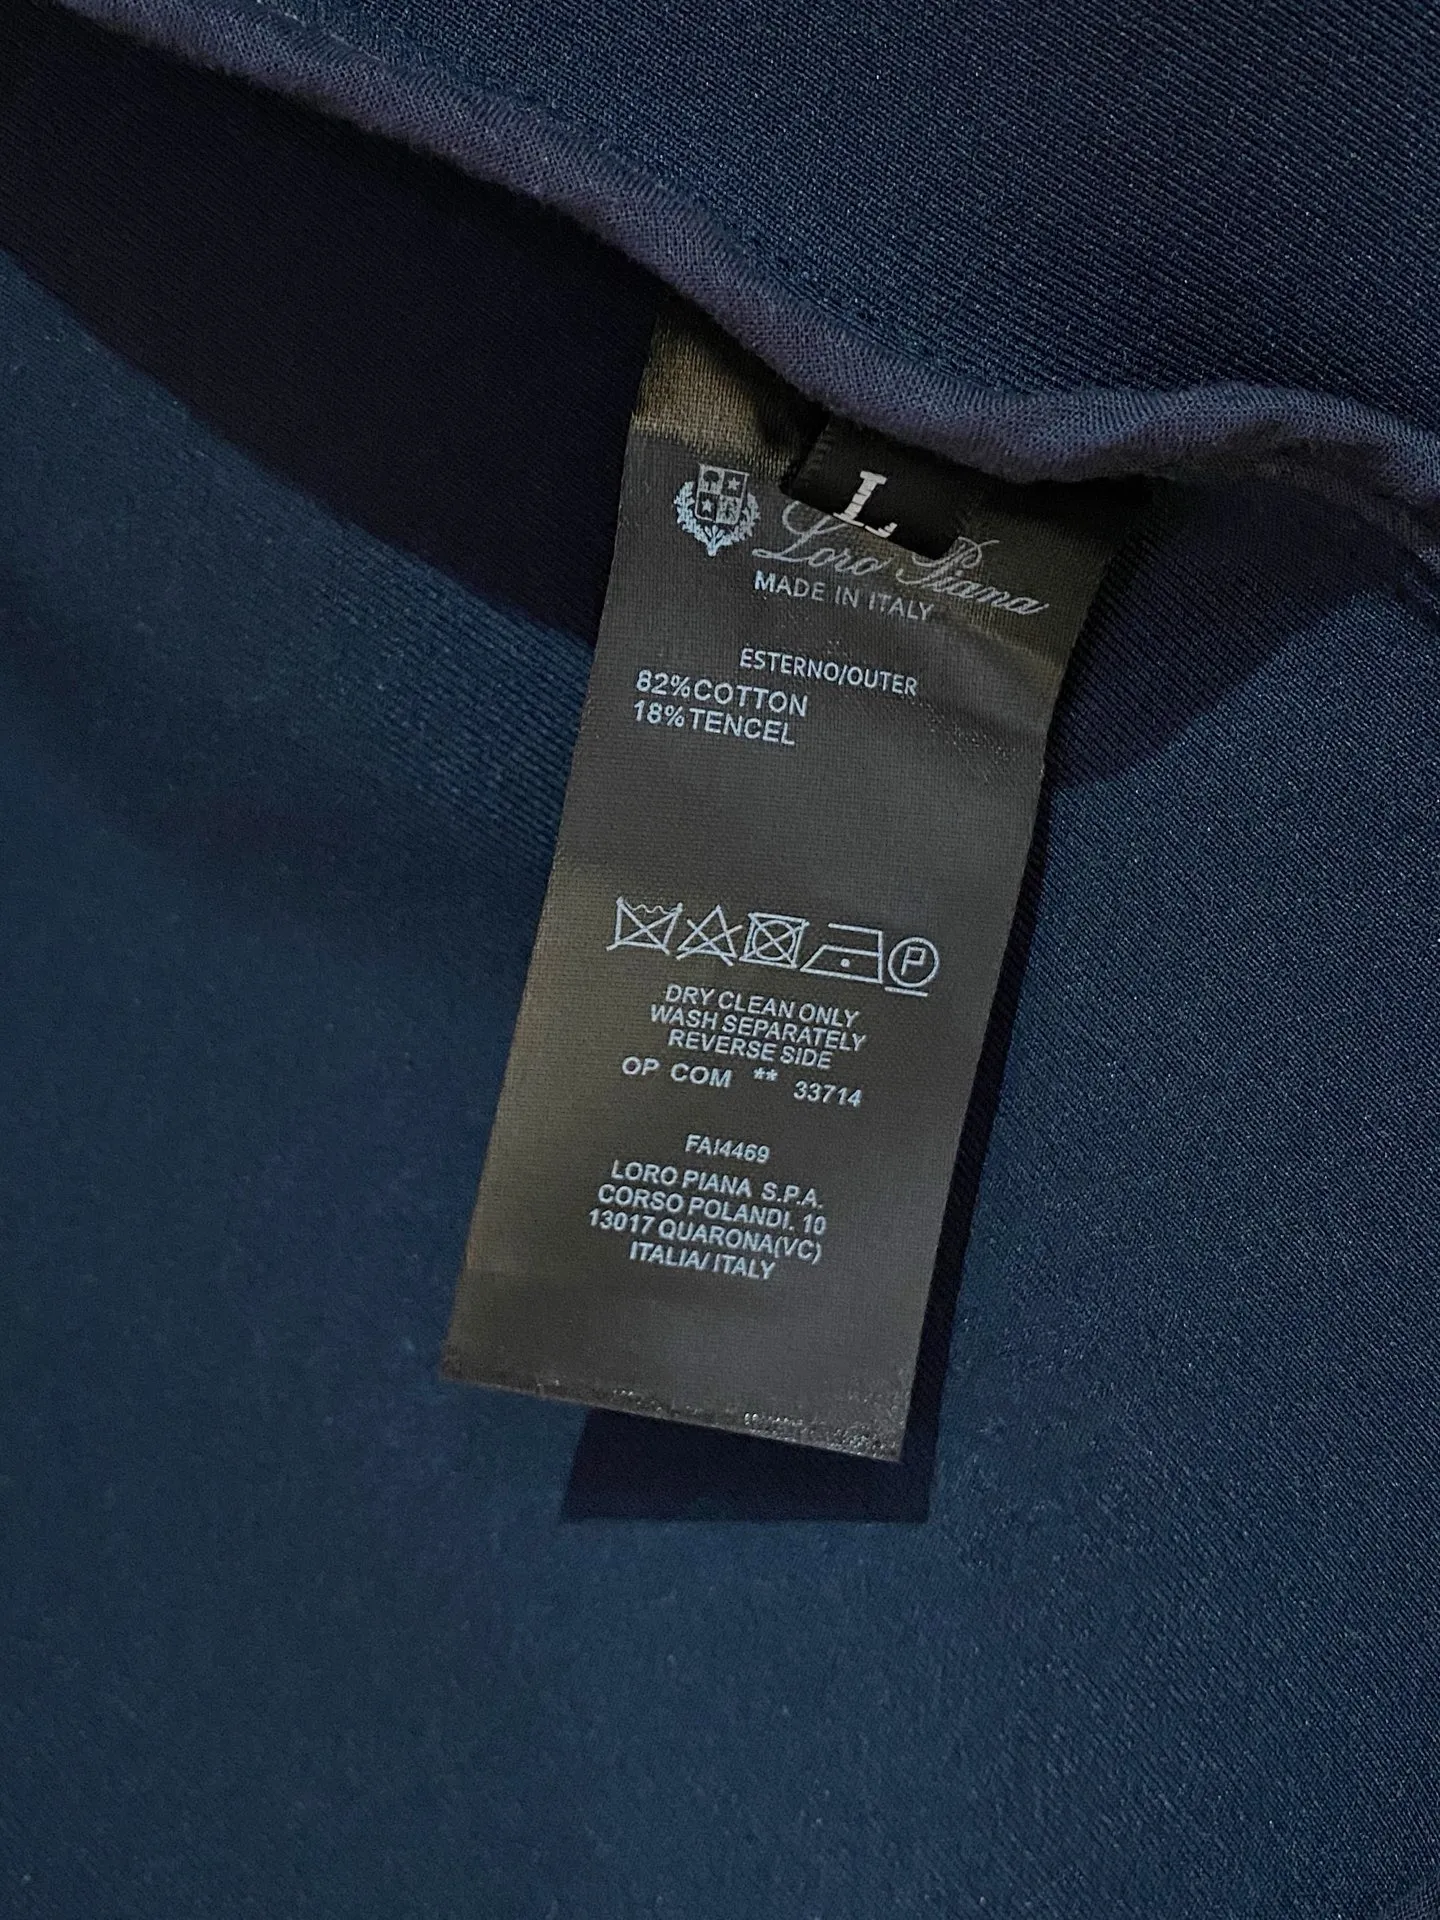 L
Loro Piana
MADE IN ITALY
ESTERNO/OUTER
82%COTTON
18%TENCEL
P
DRY CLEAN ONLY
WASH SEPARATELY
REVERSE SIDE
OP COM ** 33714
FAI4469
LORO PIANA S.P.A.
CORSO POLANDI. 10
13017 QUARONA(VC)
ITALIA/ ITALY